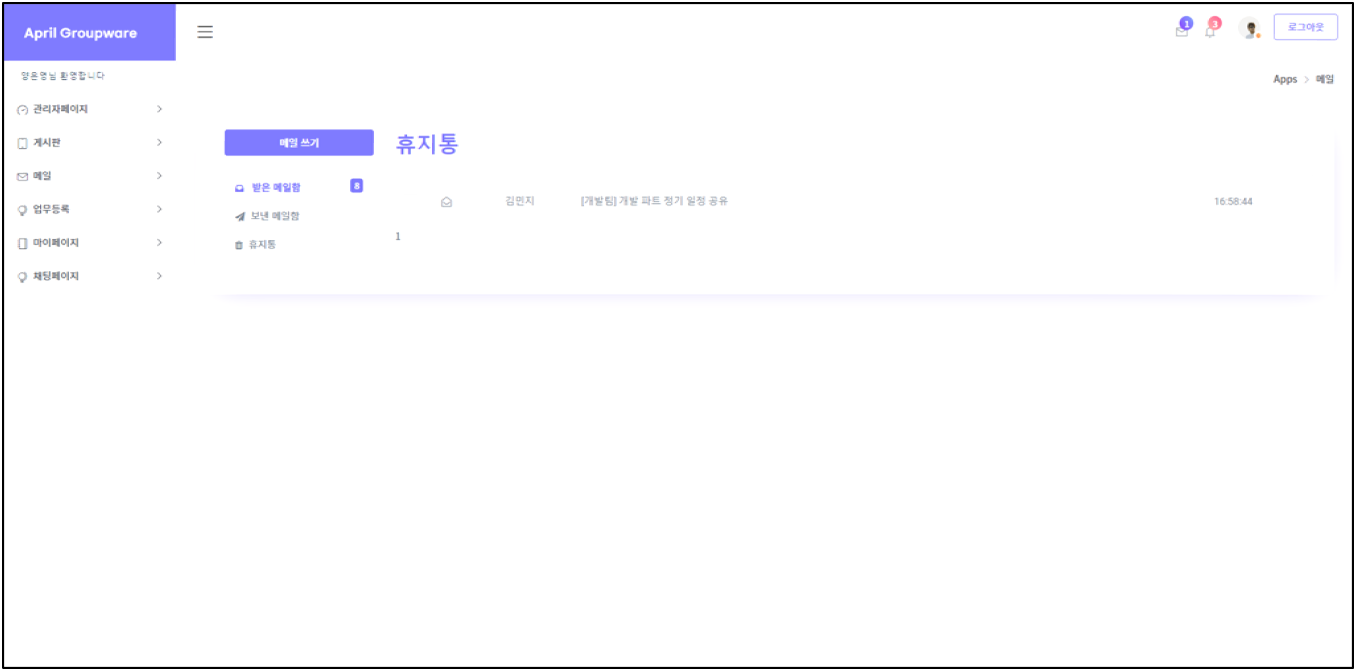 April Groupware
1
3
로그아웃
양은영님 환영합니다
Apps > 메일
관리자페이지
게시판
메일
업무등록
마이페이지
채팅페이지
메일 쓰기
받은 메일함 8
보낸 메일함
휴지통
휴지통
김민지 [개발팀] 개발 파트 정기 일정 공유 16:58:44
1